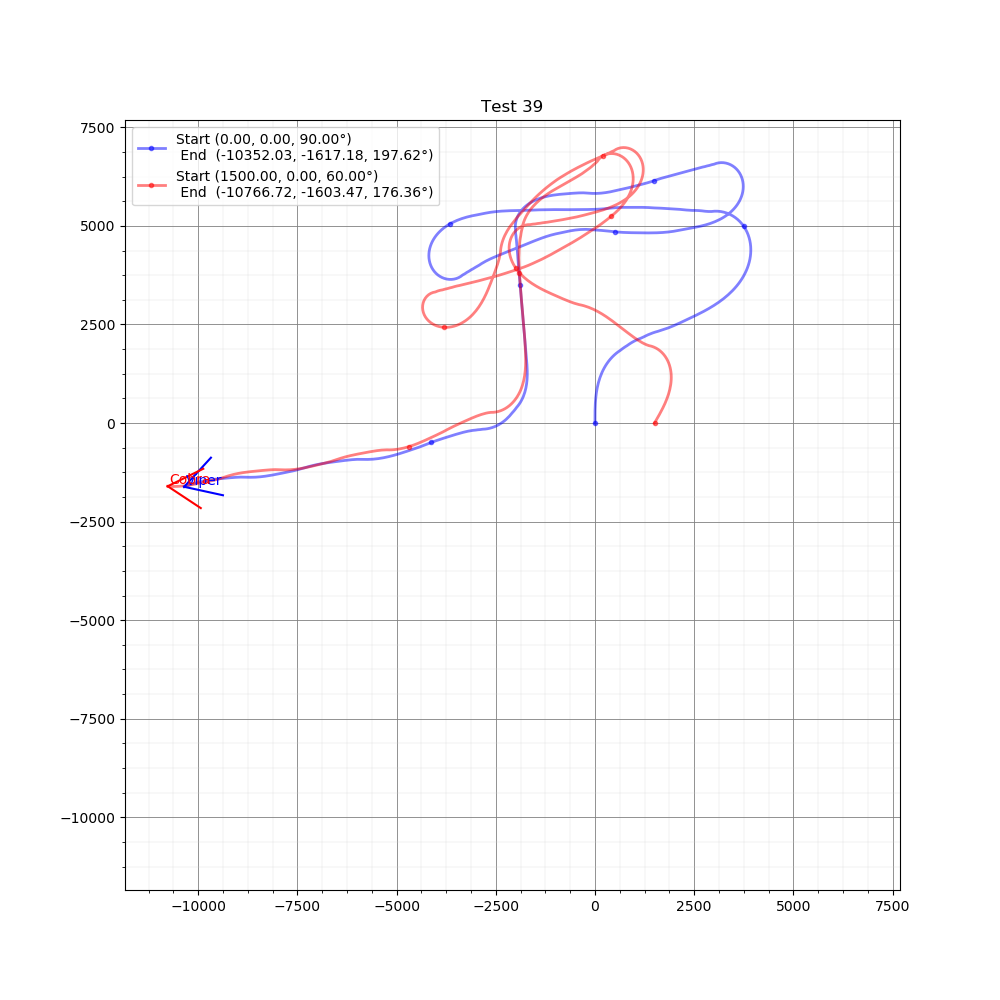 Test 39
Start (0.00, 0.00, 90.00°)
End (-10352.03, -1617.18, 197.62°)
Start (1500.00, 0.00, 60.00°)
End (-10766.72, -1603.47, 176.36°)
7500
5000
2500
0
−2500
−5000
−7500
−10000
−10000 −7500 −5000 −2500 0 2500 5000 7500